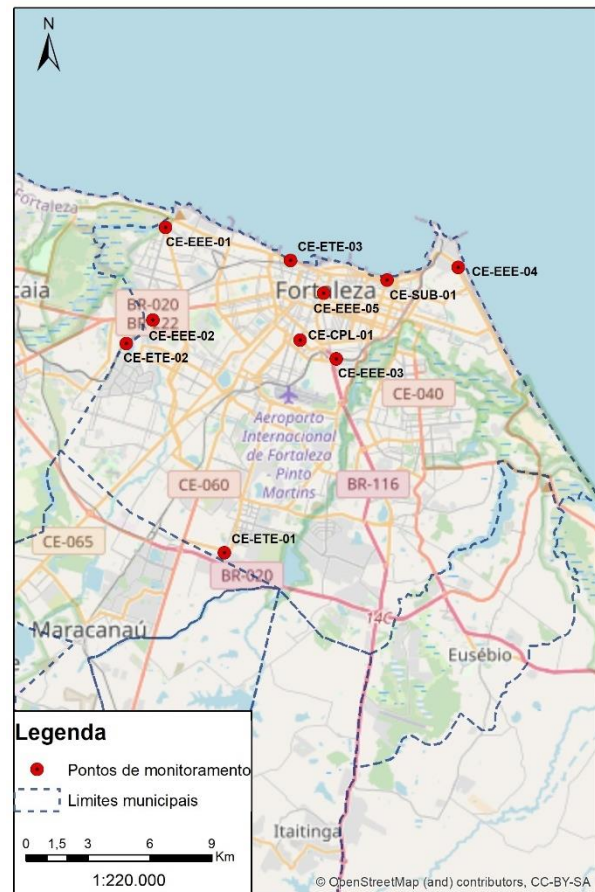 N
Fortaleza
CE-EEE-01
CE-ETE-03
CE-EEE-04
caia
Fortaleza
CE-SUB-01
BR-020
CE-EEE-05
CE-EEE-02
CE-CPL-01
CE-ETE-02
CE-EEE-03
CE-040
Aeroporto
Internacional
de Fortaleza
- Pinto
Martins
CE-060
BR-116
CE-ETE-01
CE-065
BR-020
14C
Maracanaú
Eusébio
Legenda
Pontos de monitoramento
Limites municipais
0 1,5 3 6 9
Km
1:220.000
Itaitinga
© OpenStreetMap (and) contributors, CC-BY-SA